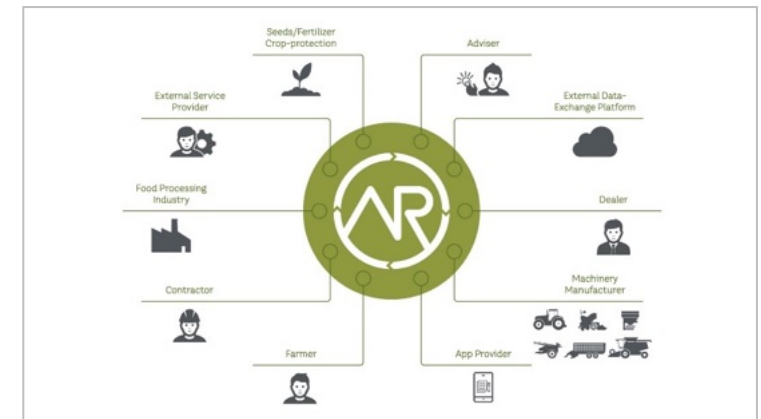 Seeds/Fertilizer
Crop-protection
Adviser
External Service
Provider
External Data-
Exchange Platform
Food Processing
Industry
Dealer
AR
Contractor
Machinery
Manufacturer
Farmer
App Provider